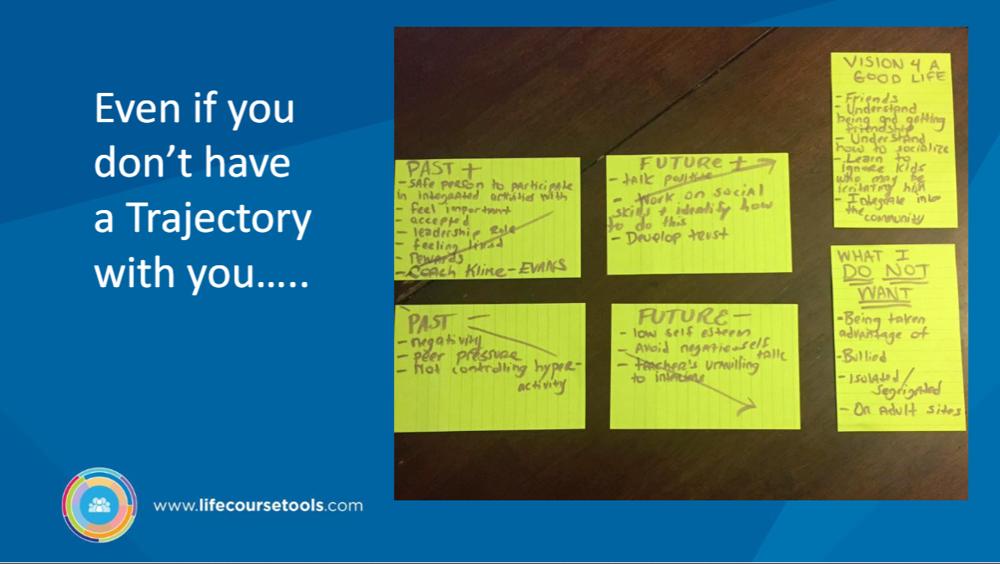 Even if you
don't have
a Trajectory
with you…..
www.lifecoursetools.com
PAST +
- SAFE person to participate
in integrated activities with
- feel important
- accepted
- leadership Role
- feeling liked
- Rewards
- COACH Kline - EVANS
FUTURE +
- talk positive
- Work on social
skills + identify how
to do this
- Develop trust
VISION 4 A
GOOD LIFE
- Friends
- Understand
being and getting
friendship
- Understand
how to socialize
- Learn to
ignore kids
who may be
irritating him
- Integrate into
the community
PAST -
- negativity
- peer pressure
- Not controlling hyper-
activity
FUTURE -
- low self esteem
- Avoid negative self
talk
- teacher's unwilling
to
WHAT I
DO NOT
WANT
- Being taken
advantage of
- Bullied
- Isolated/
Segrigated
- On adult sites